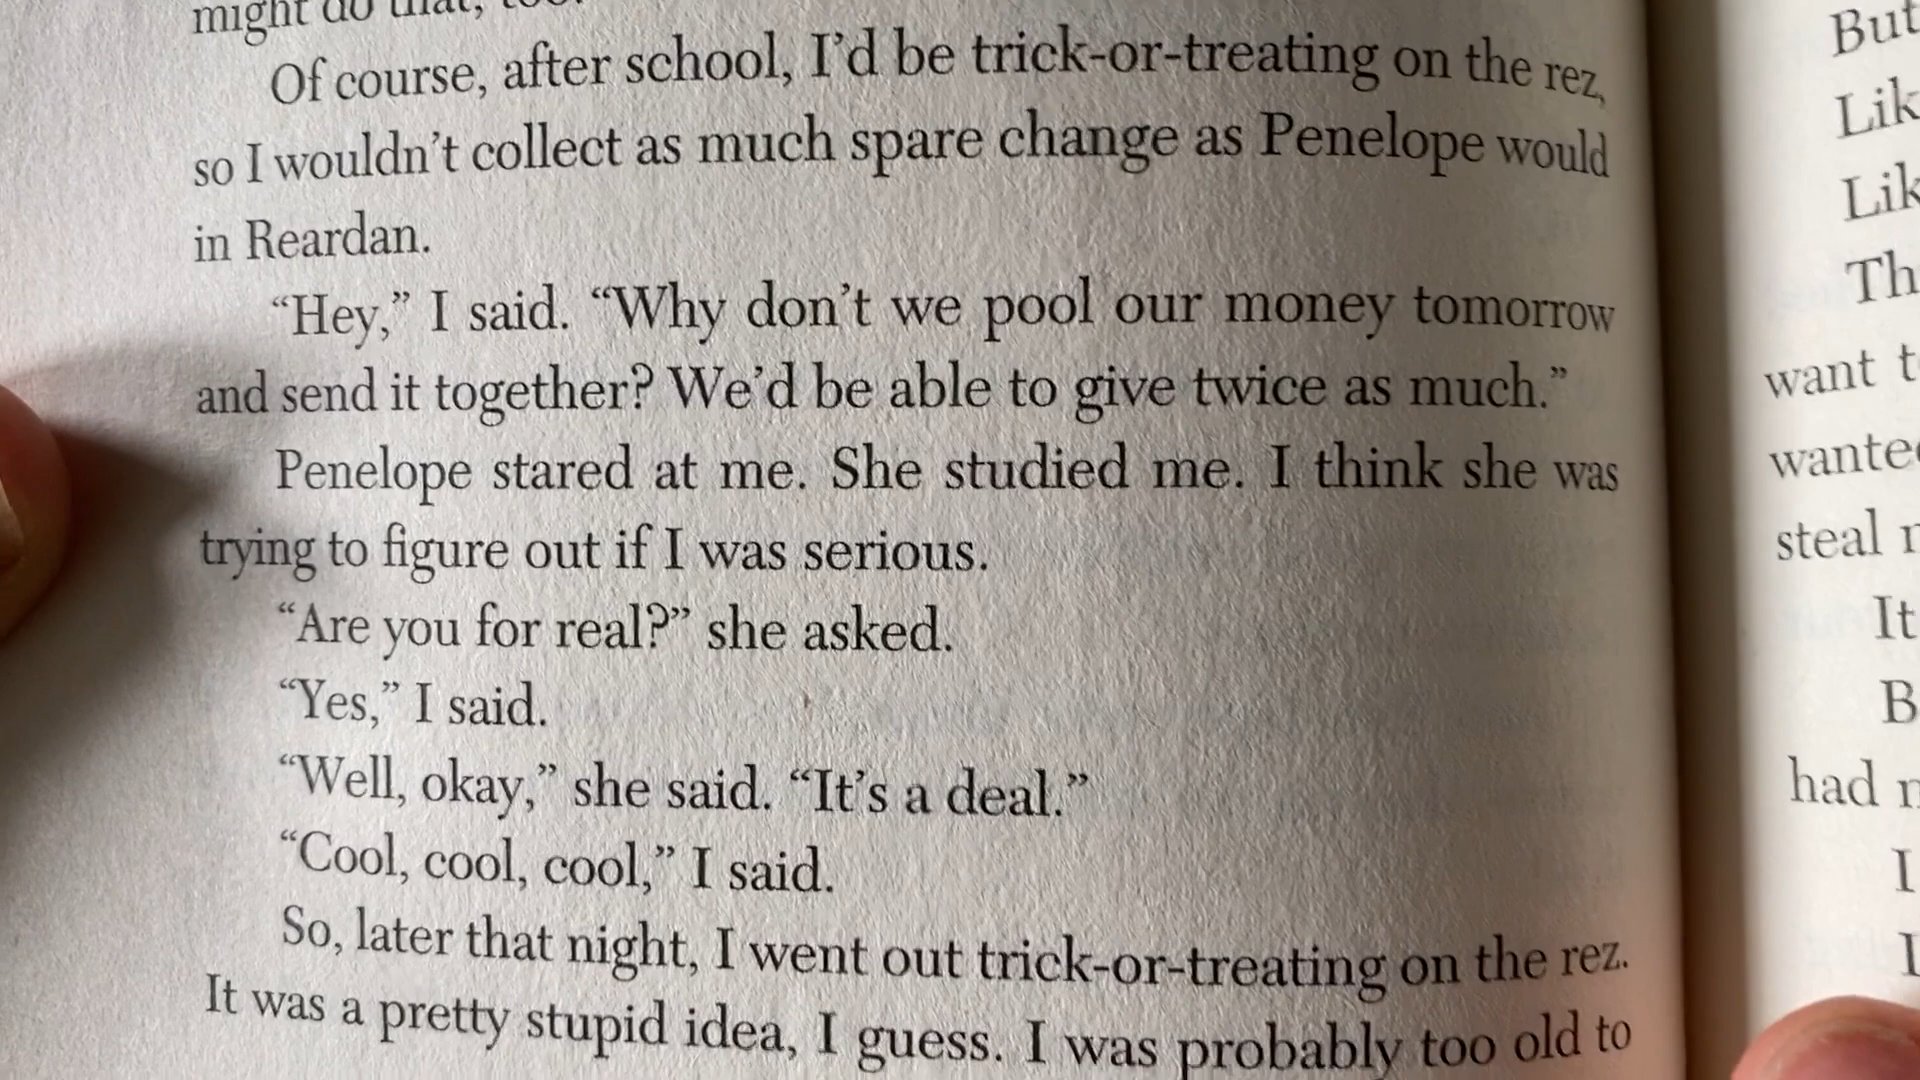 might do that, too.
Of course, after school, I’d be trick-or-treating on the rez,
so I wouldn’t collect as much spare change as Penelope would
in Reardan.
“Hey,” I said. “Why don’t we pool our money tomorrow
and send it together? We’d be able to give twice as much.”
Penelope stared at me. She studied me. I think she was
trying to figure out if I was serious.
“Are you for real?” she asked.
“Yes,” I said.
“Well, okay,” she said. “It’s a deal.”
“Cool, cool, cool,” I said.
So, later that night, I went out trick-or-treating on the rez.
It was a pretty stupid idea, I guess. I was probably too old to
But
want
steal
It
had
I